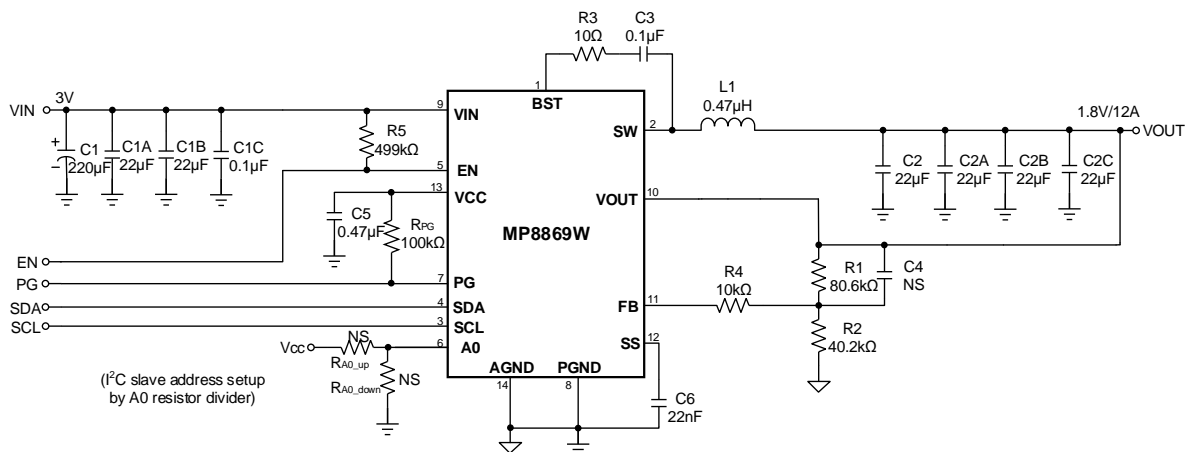 R3
10Ω
C3
0.1µF
1
BST
L1
0.47µH
VIN
3V
9
VIN
SW
2
1.8V/12A
VOUT
+
−
C1
220µF
C1A
22µF
C1B
22µF
C1C
0.1µF
R5
499kΩ
5
EN
C2
22µF
C2A
22µF
C2B
22µF
C2C
22µF
13
VCC
VOUT
10
C5
0.47µF
RPG
100kΩ
MP8869W
EN
PG
7
PG
R4
10kΩ
R1
80.6kΩ
C4
NS
SDA
4
SDA
FB
11
SCL
3
SCL
SS
12
R2
40.2kΩ
Vcc
NS
RA0_up
6
A0
RA0_down
NS
AGND
14
PGND
8
C6
22nF
(I²C slave address setup
by A0 resistor divider)